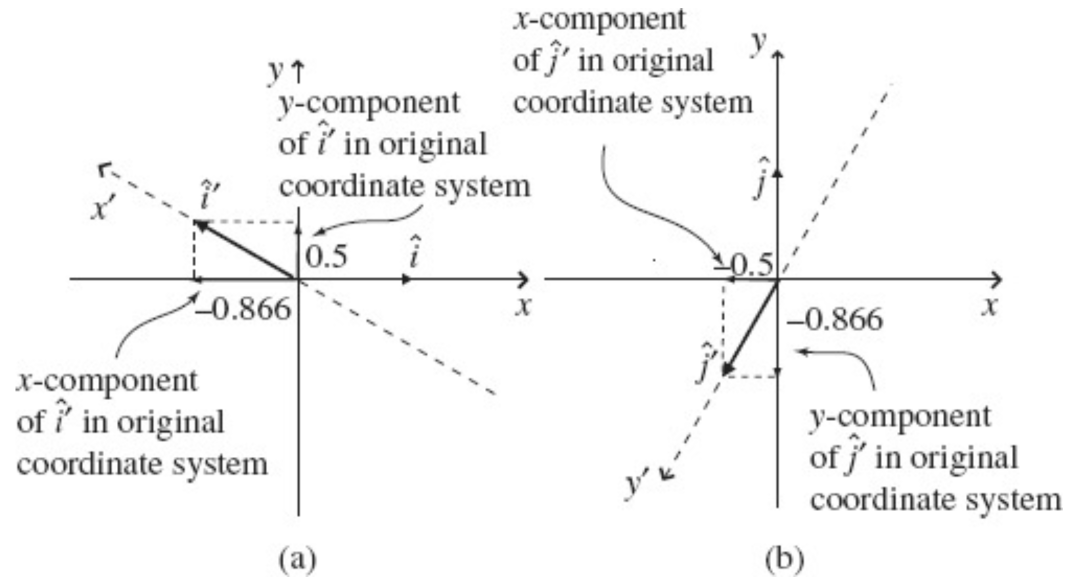 y
y-component
of î′ in original
coordinate system
x′
î′
0.5
î
x
–0.866
x-component
of î′ in original
coordinate system
(a)
x-component
of ĵ′ in original
coordinate system
y
ĵ
–0.5
x
–0.866
ĵ′
y′
y-component
of ĵ′ in original
coordinate system
(b)